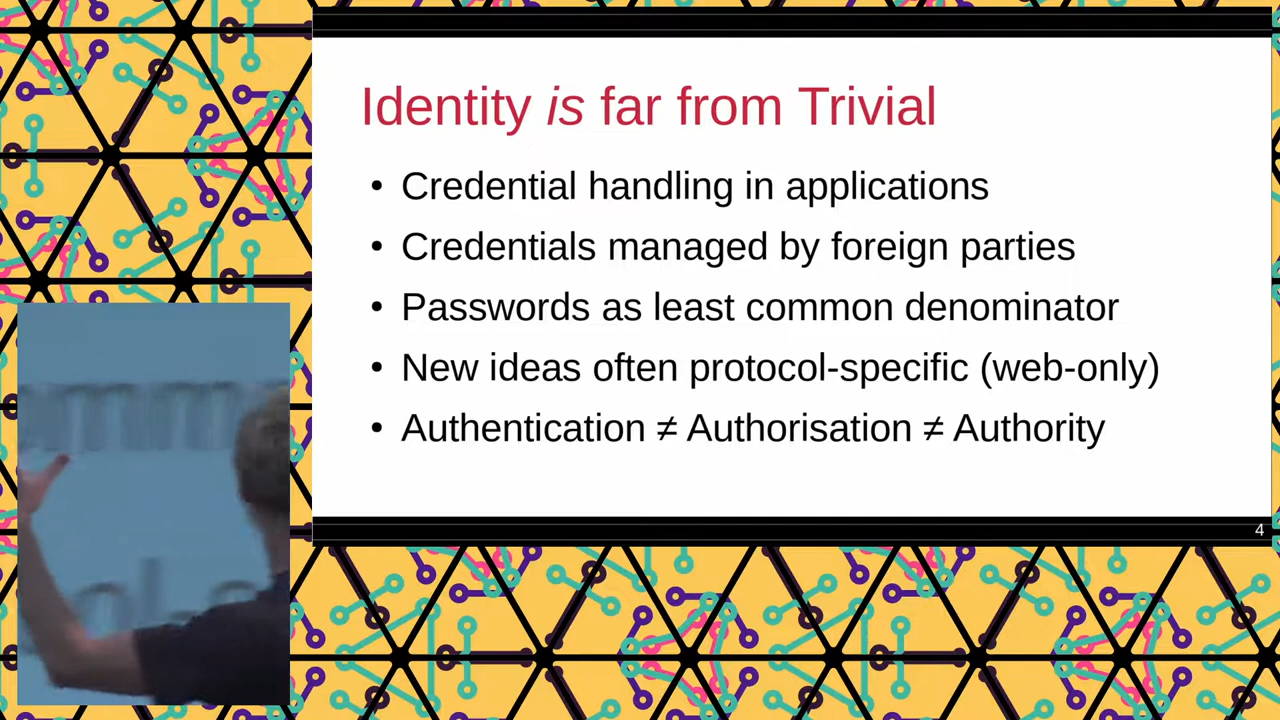 Identity is far from Trivial
• Credential handling in applications
• Credentials managed by foreign parties
• Passwords as least common denominator
• New ideas often protocol-specific (web-only)
• Authentication ≠ Authorisation ≠ Authority
4